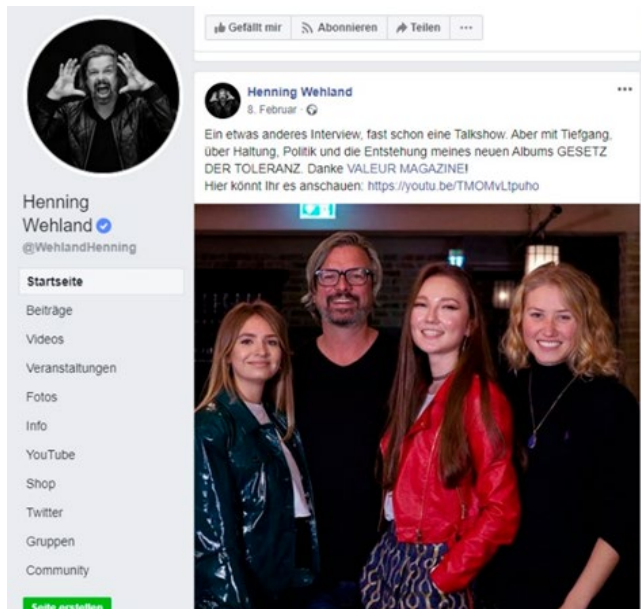 Gefällt mir Abonnieren Teilen ...
Henning Wehland
8. Februar ·
Ein etwas anderes Interview, fast schon eine Talkshow. Aber mit Tiefgang,
über Haltung, Politik und die Entstehung meines neuen Albums GESETZ
DER TOLERANZ. Danke VALEUR MAGAZINE!
Hier könnt Ihr es anschauen: https://youtu.be/TMOMvLtpuho
Henning
Wehland
@WehlandHenning
Startseite
Beiträge
Videos
Veranstaltungen
Fotos
Info
YouTube
Shop
Twitter
Gruppen
Community
Seite erstellen